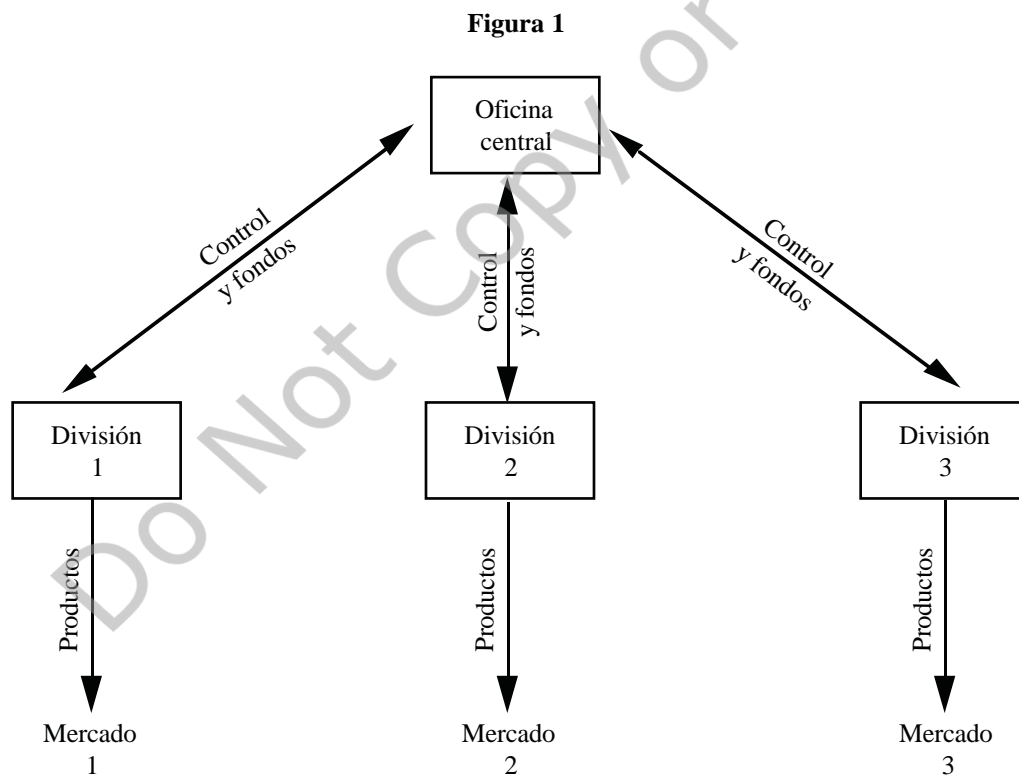 Figura 1
Oficina
central
Control
y fondos
Control
y fondos
Control
y fondos
División
1
División
2
División
3
Productos
Productos
Productos
Mercado
1
Mercado
2
Mercado
3
Do Not Copy or